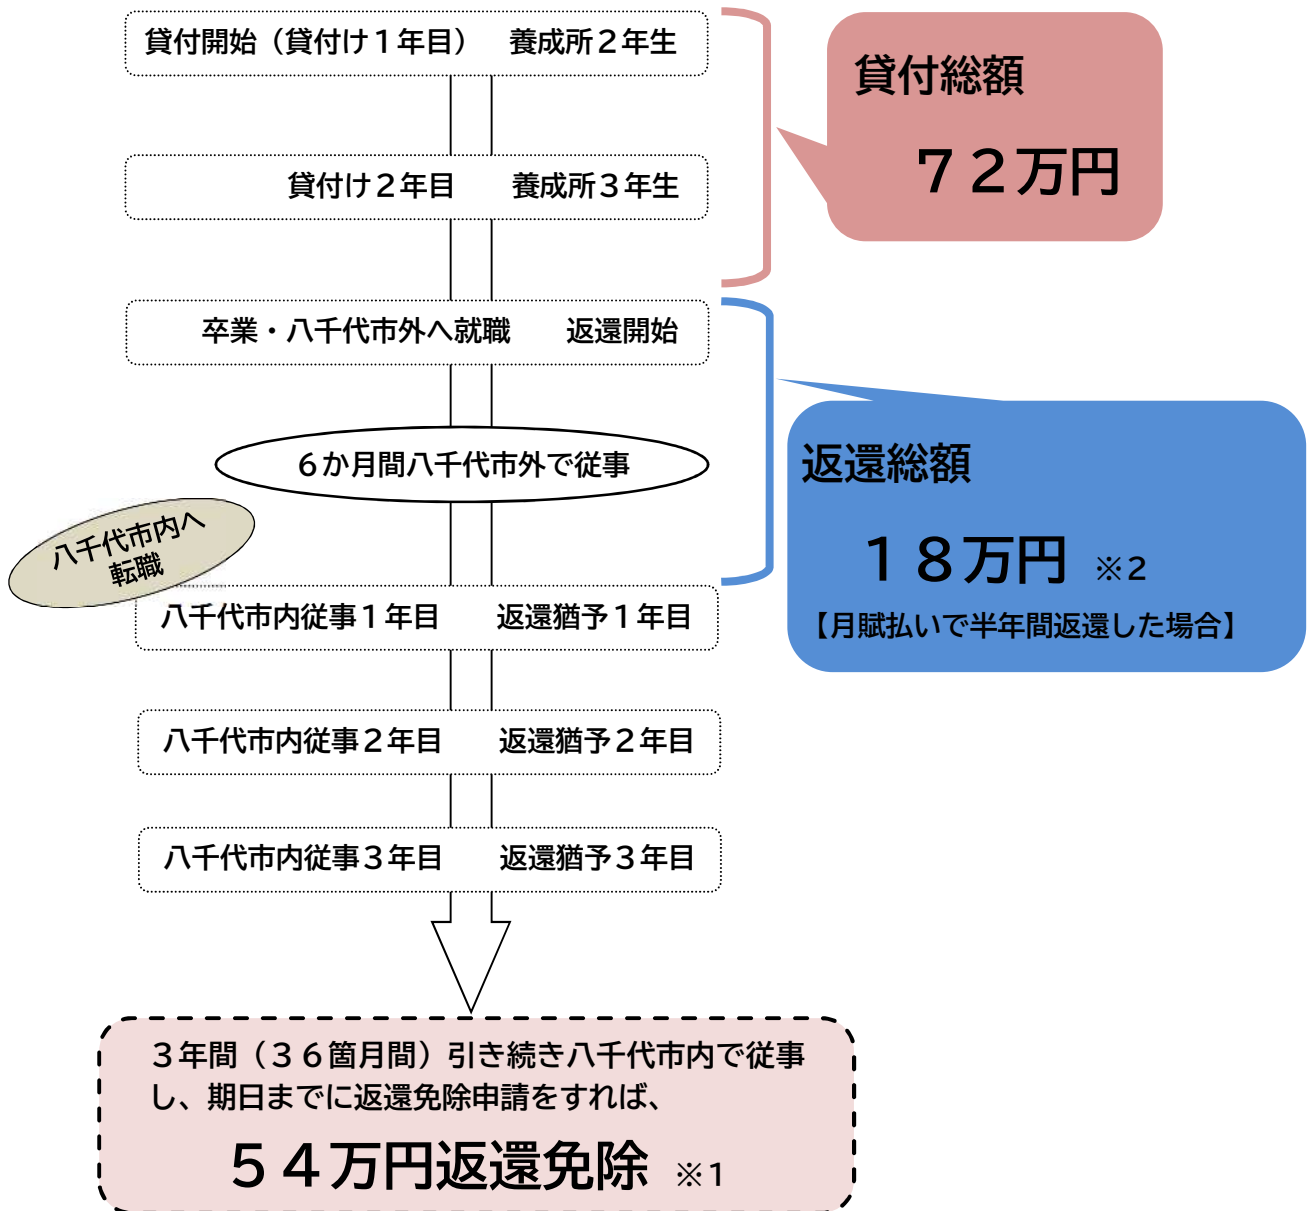 貸付開始（貸付け１年目）　養成所２年生
貸付総額
７２万円
貸付け２年目　　養成所３年生
卒業・八千代市外へ就職　　返還開始
６か月間八千代市外で従事
返還総額
１８万円 ※2
【月賦払いで半年間返還した場合】
八千代市内へ
転職
八千代市内従事１年目　　返還猶予１年目
八千代市内従事２年目　　返還猶予２年目
八千代市内従事３年目　　返還猶予３年目
３年間（３６箇月間）引き続き八千代市内で従事
し、期日までに返還免除申請をすれば、
５４万円返還免除 ※1